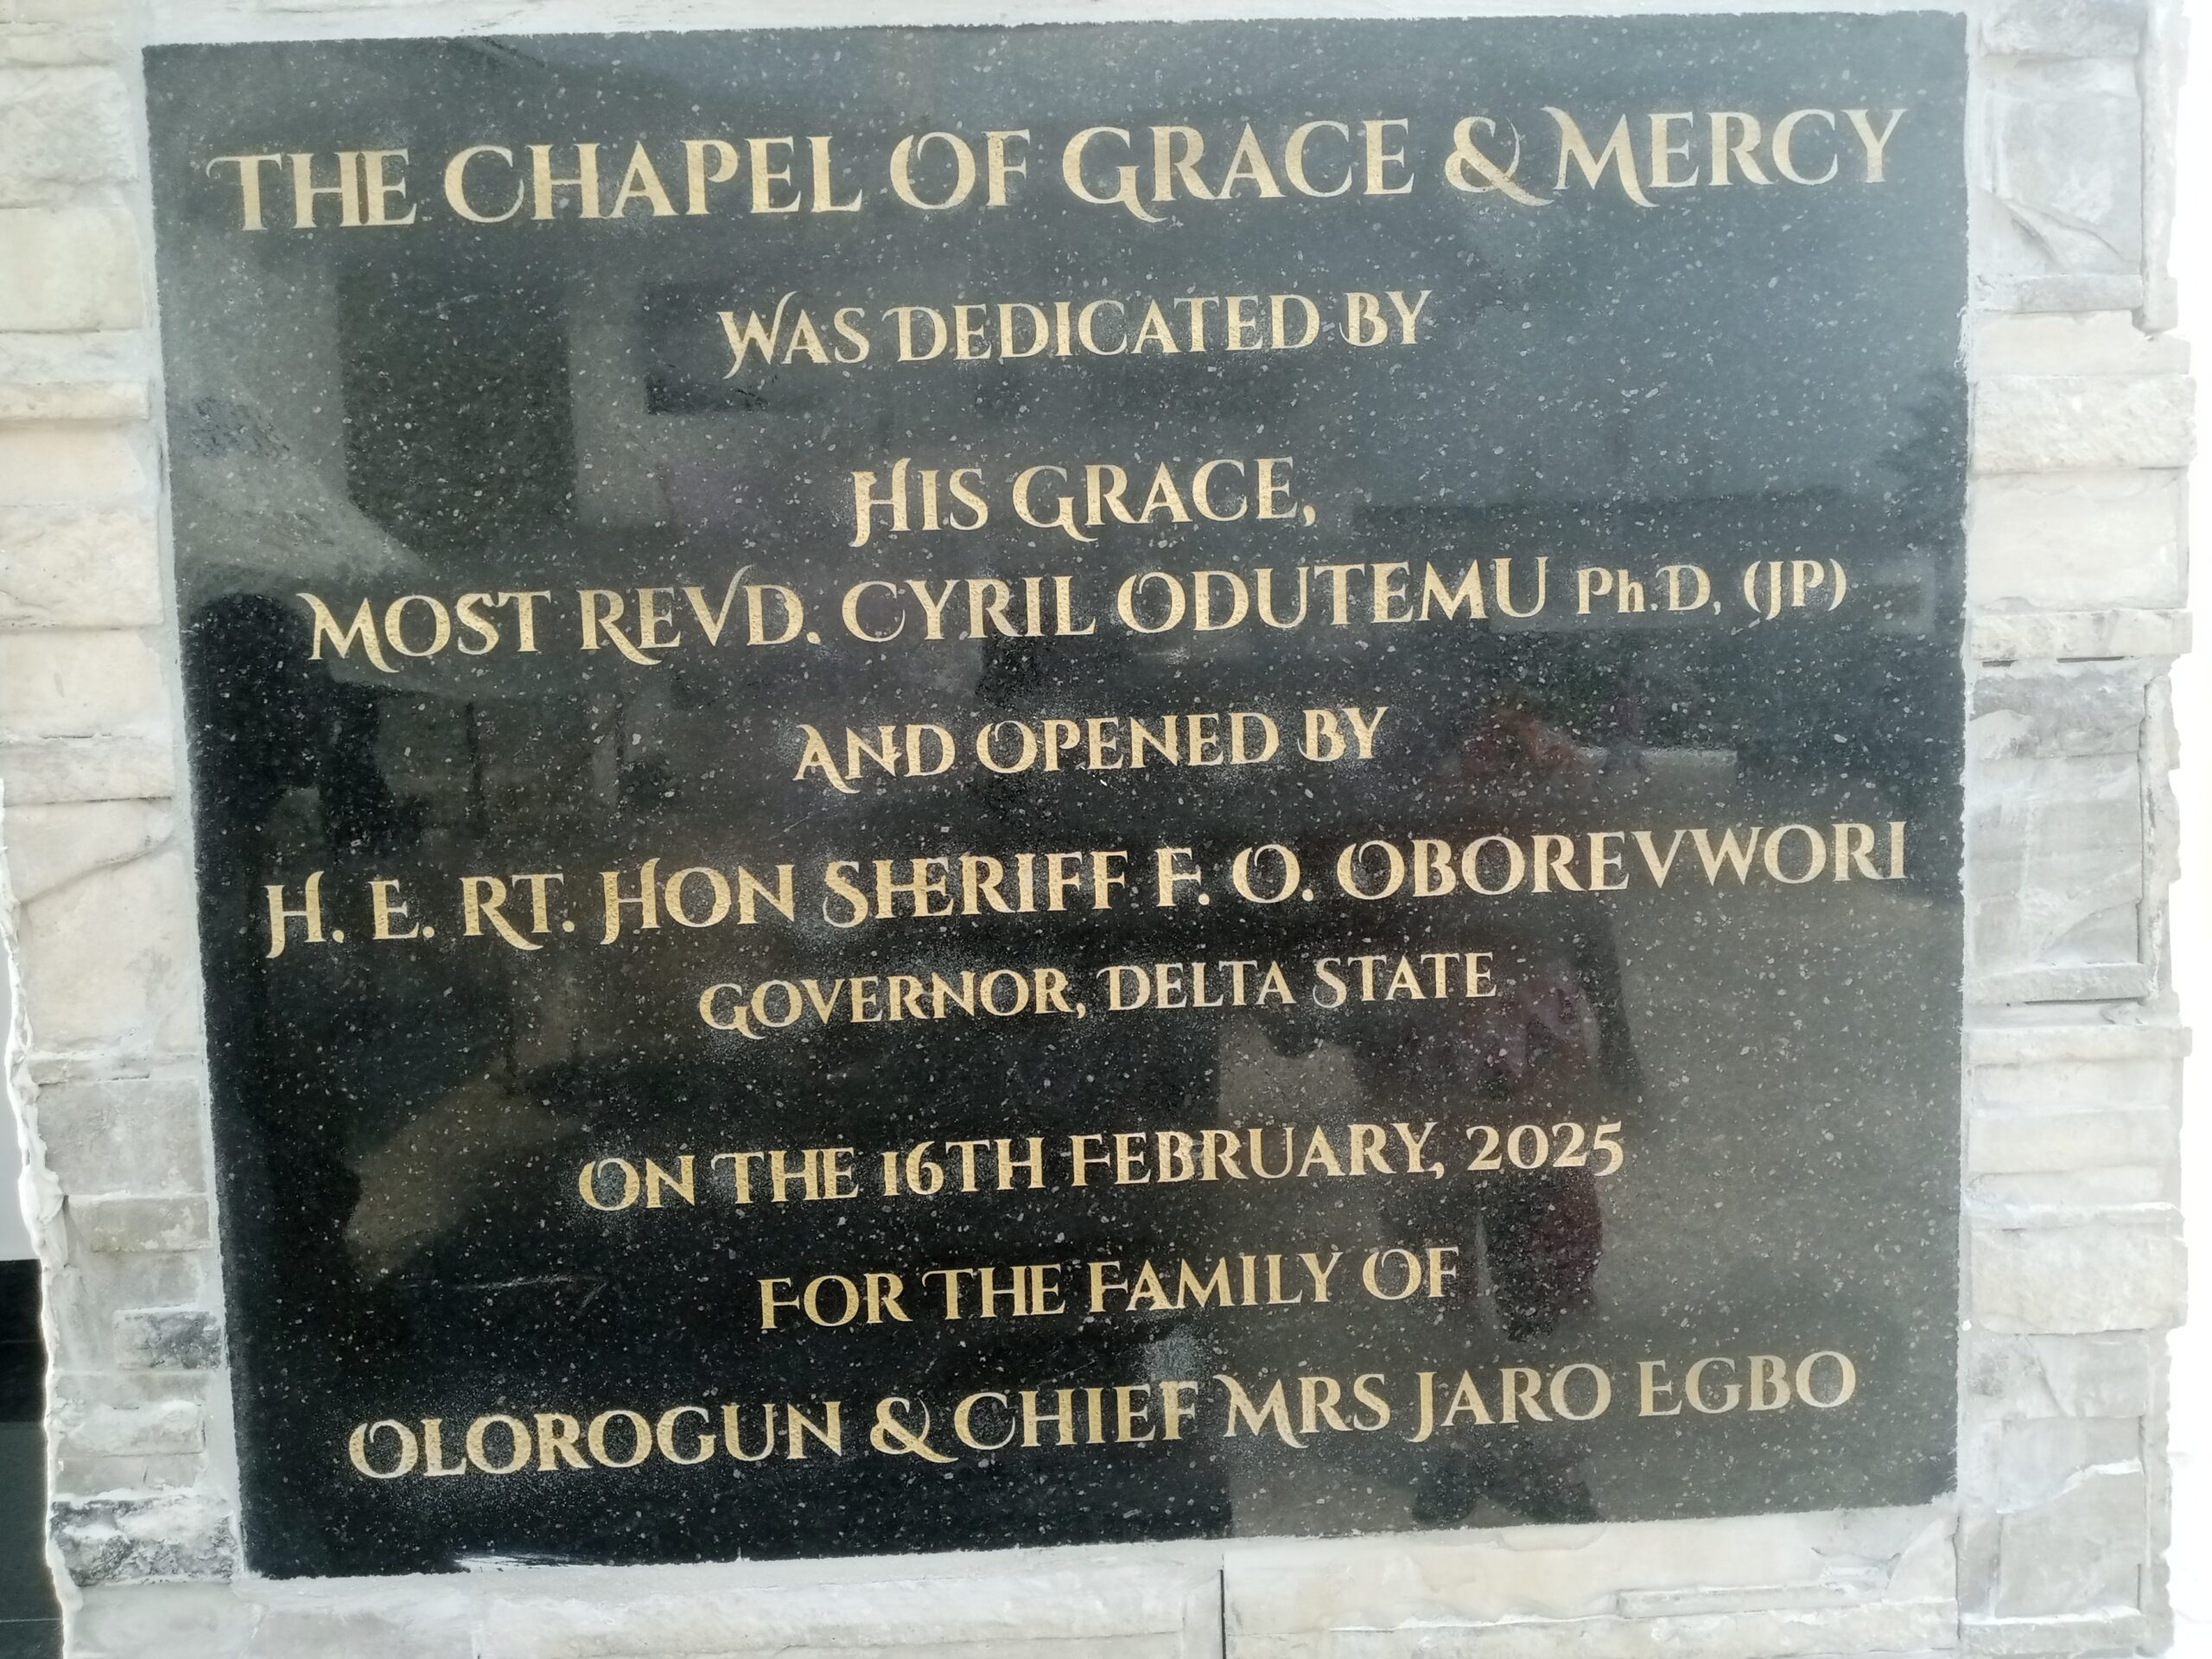 THE CHAPEL OF GRACE & MERCY
WAS DEDICATED BY
HIS GRACE,
MOST REVD. CYRIL ODUTEMU Ph.D, (JP)
AND OPENED BY
H. E. RT. HON SHERIFF F. O. OBOREVWORI
GOVERNOR, DELTA STATE
ON THE 16TH FEBRUARY, 2025
FOR THE FAMILY OF
OLOROGUN & CHIEF MRS JARO EGBO